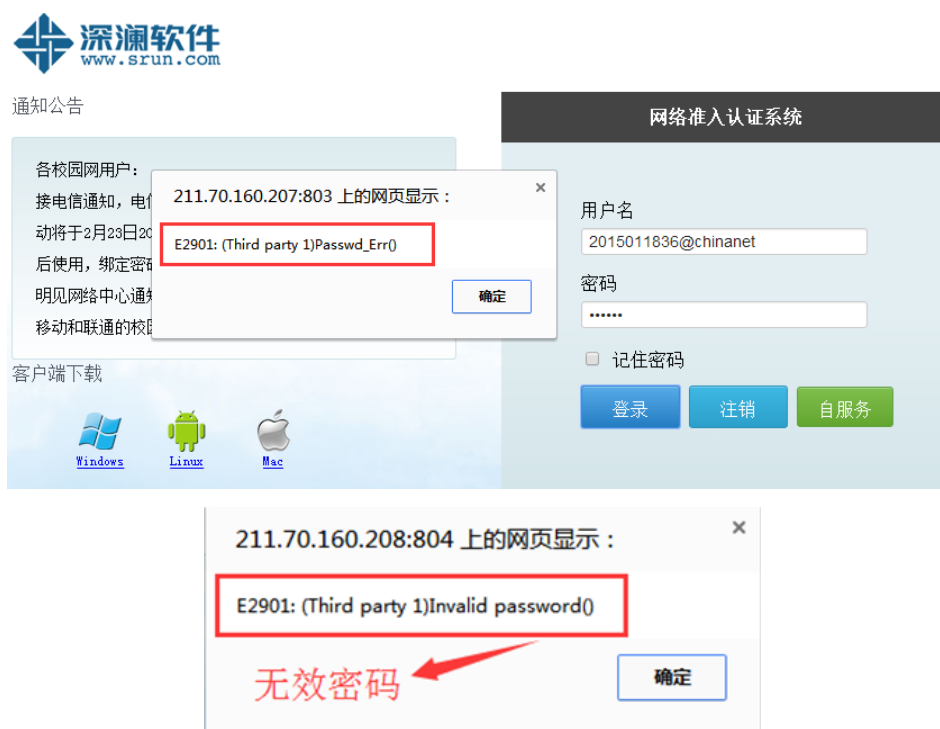 深澜软件
www.srun.com
通知公告
各校园网用户：
接电信通知，电信
动将于2月23日20
后使用，绑定密码
明见网络中心通知
移动和联通的校园
211.70.160.207:803 上的网页显示：
×
E2901: (Third party 1)Passwd_Err()
确定
网络准入认证系统
用户名
2015011836@chinanet
密码
••••••
记住密码
登录 注销 自服务
客户端下载
Windows Linux Mac
211.70.160.208:804 上的网页显示：
×
E2901: (Third party 1)Invalid password()
无效密码
确定